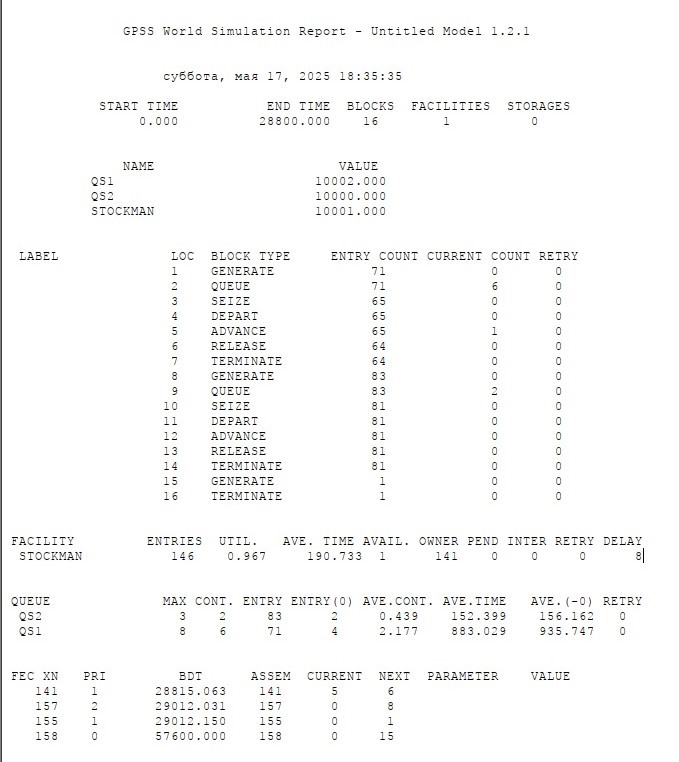 GPSS World Simulation Report - Untitled Model 1.2.1
суббота, мая 17, 2025 18:35:35
START TIME END TIME BLOCKS FACILITIES STORAGES
0.000 28800.000 16 1 0
NAME VALUE
QS1 10002.000
QS2 10000.000
STOCKMAN 10001.000
LABEL LOC BLOCK TYPE ENTRY COUNT CURRENT COUNT RETRY
1 GENERATE 71 0 0
2 QUEUE 71 6 0
3 SEIZE 65 0 0
4 DEPART 65 0 0
5 ADVANCE 65 1 0
6 RELEASE 64 0 0
7 TERMINATE 64 0 0
8 GENERATE 83 0 0
9 QUEUE 83 2 0
10 SEIZE 81 0 0
11 DEPART 81 0 0
12 ADVANCE 81 0 0
13 RELEASE 81 0 0
14 TERMINATE 81 0 0
15 GENERATE 1 0 0
16 TERMINATE 1 0 0
FACILITY ENTRIES UTIL. AVE. TIME AVAIL. OWNER PEND INTER RETRY DELAY
STOCKMAN 146 0.967 190.733 1 141 0 0 0 8
QUEUE MAX CONT. ENTRY ENTRY(0) AVE.CONT. AVE.TIME AVE.(-0) RETRY
QS2 3 2 83 2 0.439 152.399 156.162 0
QS1 8 6 71 4 2.177 883.029 935.747 0
FEC XN PRI BDT ASSEM CURRENT NEXT PARAMETER VALUE
141 1 28815.063 141 5 6
157 2 29012.031 157 0 8
155 1 29012.150 155 0 1
158 0 57600.000 158 0 15